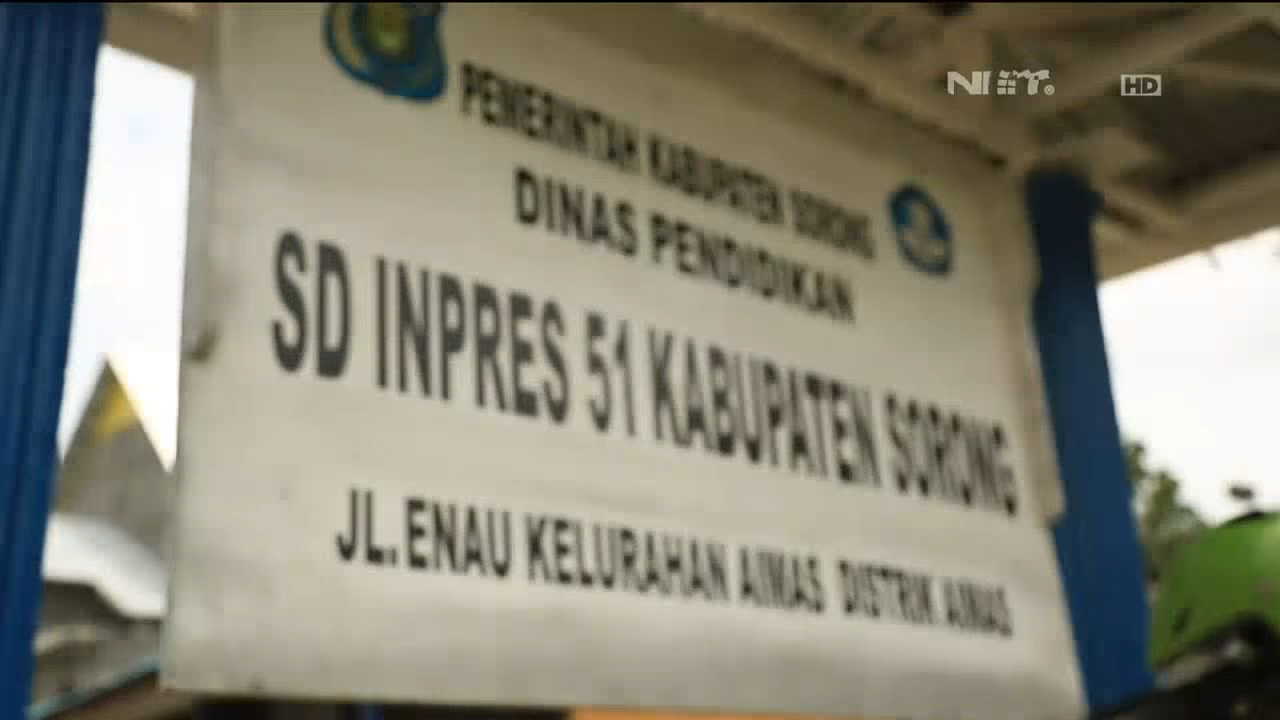 NET.
HD
PEMERINTAH KABUPATEN SORONG
DINAS PENDIDIKAN
SD INPRES 51 KABUPATEN SORONG
JL.ENAU KELURAHAN AIMAS DISTRIK AIMAS